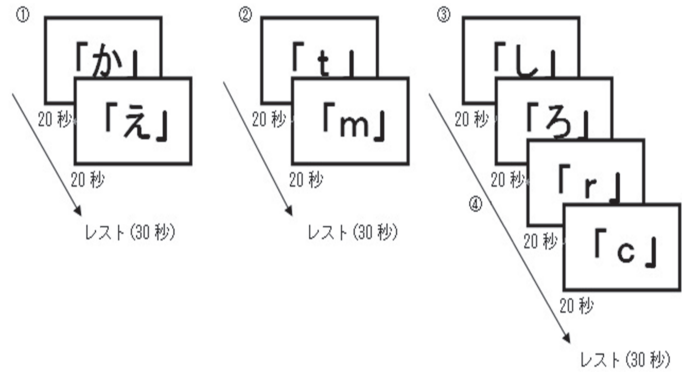 ①
「か」
20 秒
「え」
20 秒
レスト(30 秒)
②
「t」
20 秒
「m」
20 秒
レスト(30 秒)
③
「し」
20 秒
「ろ」
20 秒
④
「r」
20 秒
「c」
20 秒
レスト(30 秒)